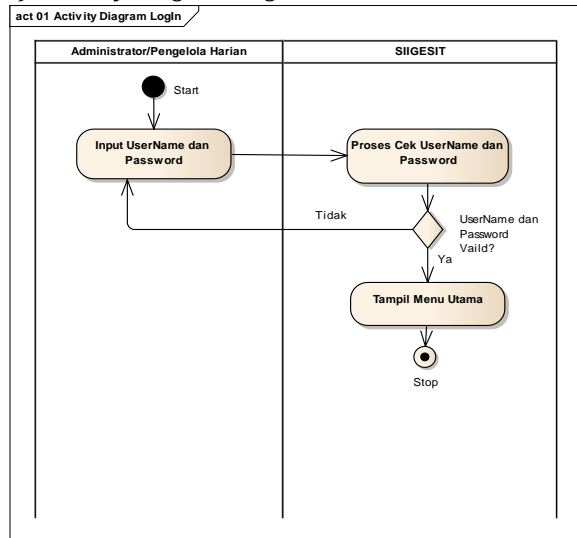 act 01 Activity Diagram LogIn
Administrator/Pengelola Harian
SIIGESIT
Start
Input UserName dan
Password
Proses Cek UserName dan
Password
Tidak
UserName dan
Password
Vaild?
Ya
Tampil Menu Utama
Stop